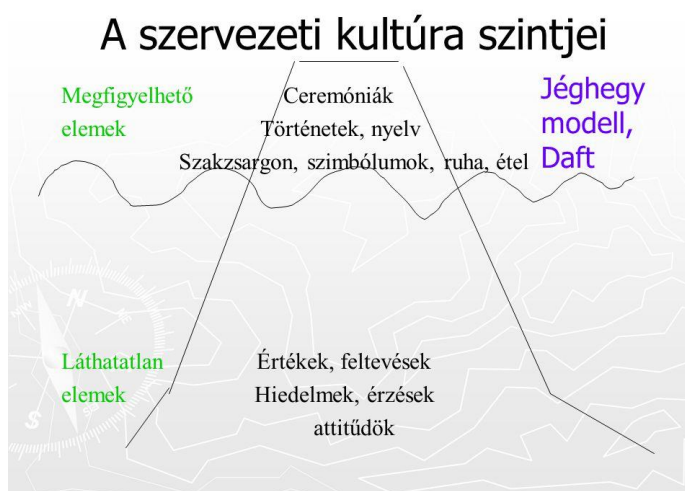 A szervezeti kultúra szintjei
Megfigyelhető
elemek
Ceremóniák
Történetek, nyelv
Szakzsargon, szimbólumok, ruha, étel
Jéghegy
modell,
Daft
N
S
Láthatatlan
elemek
Értékek, feltevések
Hiedelmek, érzések
attitűdök